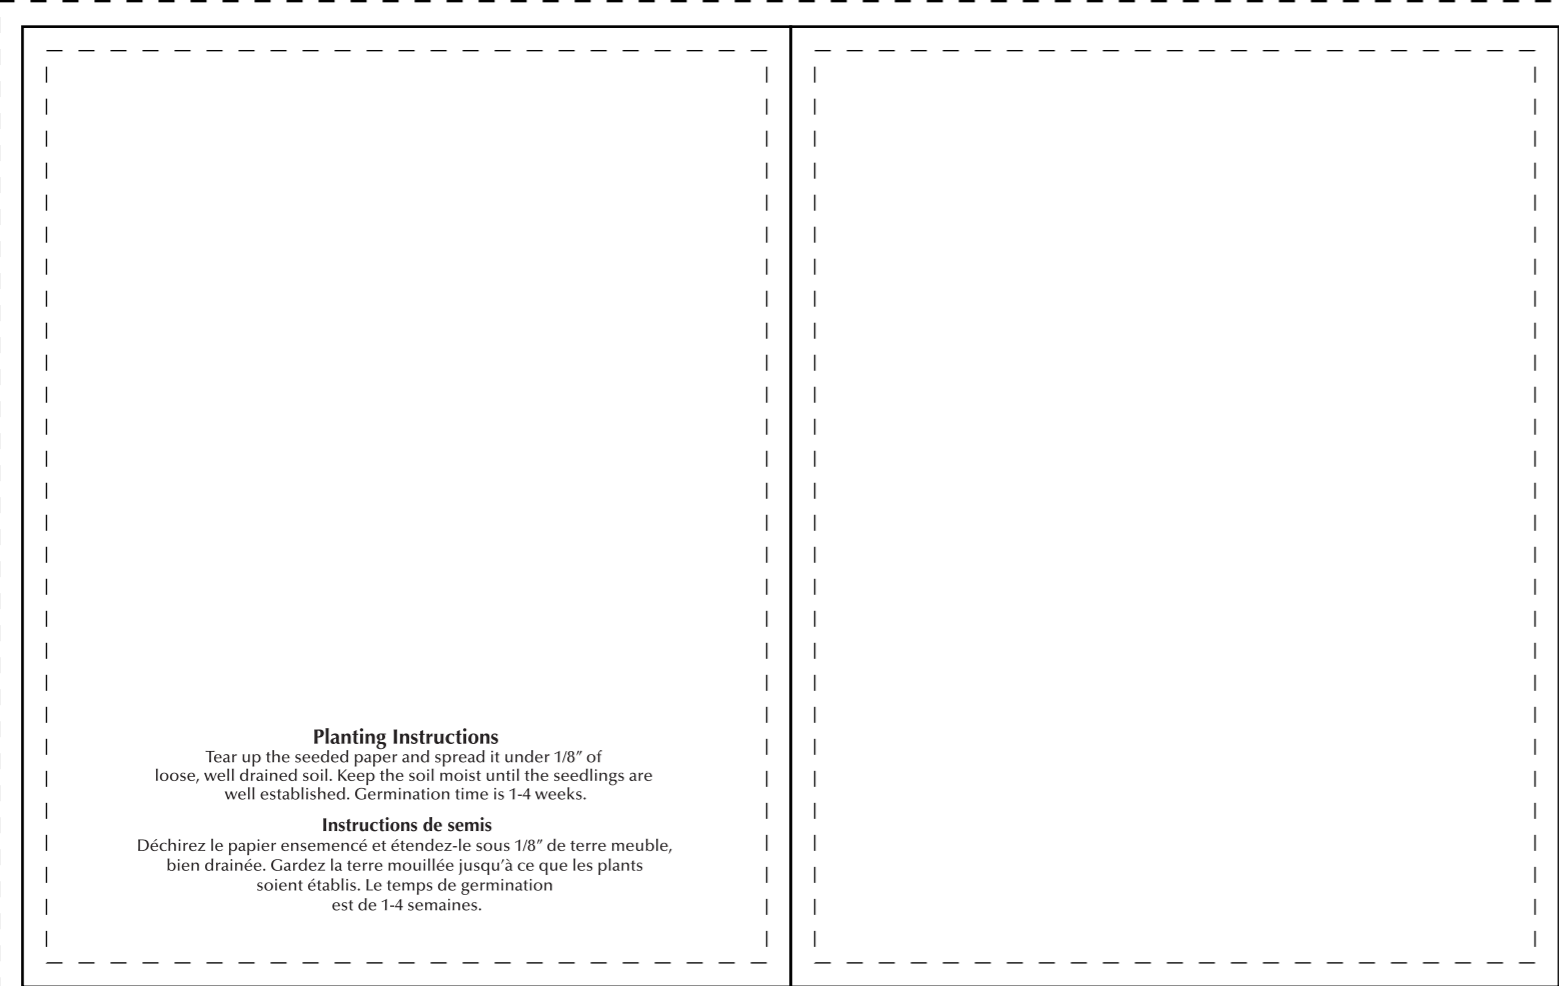 Planting Instructions
Tear up the seeded paper and spread it under 1/8” of
loose, well drained soil. Keep the soil moist until the seedlings are
well established. Germination time is 1-4 weeks.
Instructions de semis
Déchirez le papier ensemencé et étendez-le sous 1/8” de terre meuble,
bien drainée. Gardez la terre mouillée jusqu’à ce que les plants
soient établis. Le temps de germination
est de 1-4 semaines.